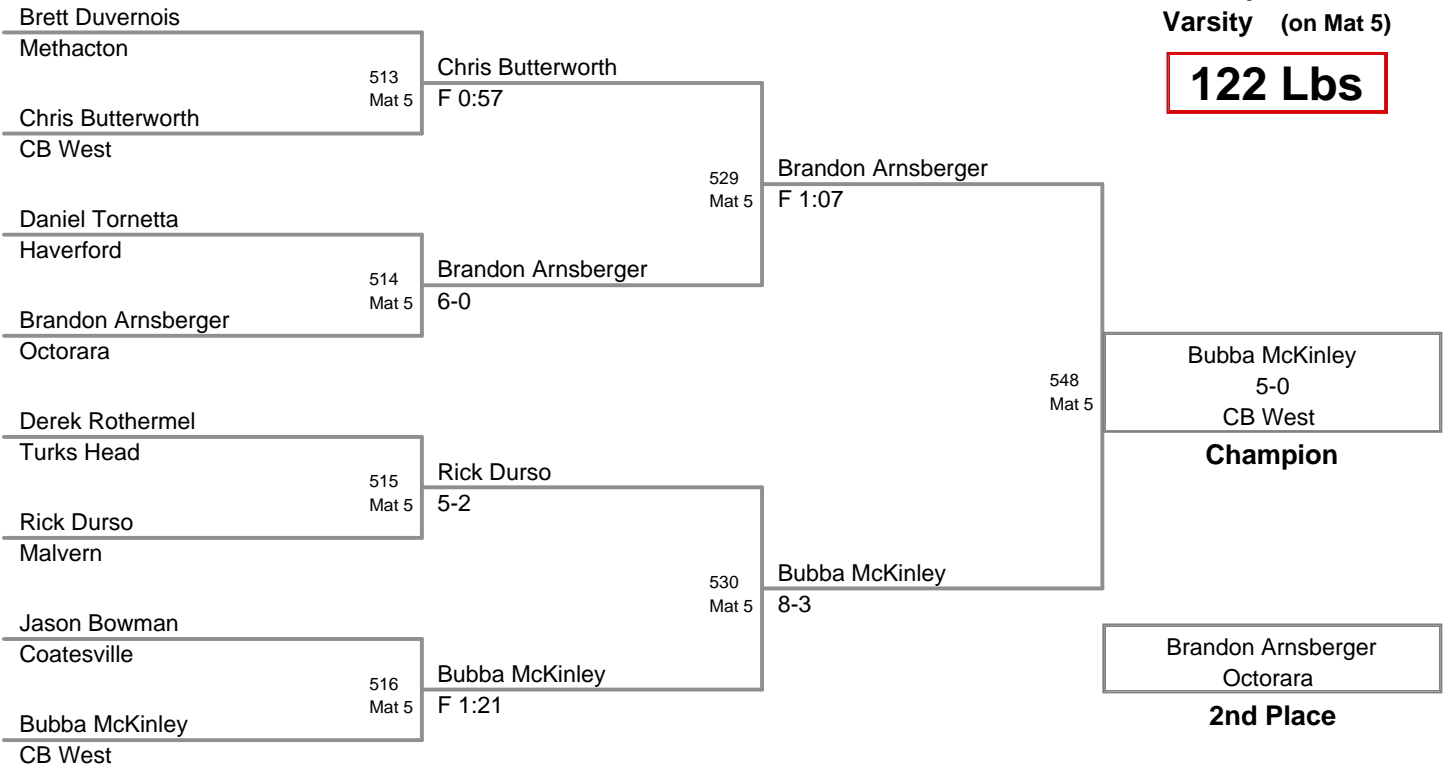 Varsity (on Mat 5)
122 Lbs
Brett Duvernois
Methacton
513
Mat 5
Chris Butterworth
F 0:57
Chris Butterworth
CB West
529
Mat 5
Brandon Arnsberger
F 1:07
Daniel Tornetta
Haverford
514
Mat 5
Brandon Arnsberger
6-0
Brandon Arnsberger
Octorara
548
Mat 5
Bubba McKinley
5-0
CB West
Champion
Derek Rothermel
Turks Head
515
Mat 5
Rick Durso
5-2
Rick Durso
Malvern
530
Mat 5
Bubba McKinley
8-3
Jason Bowman
Coatesville
516
Mat 5
Bubba McKinley
F 1:21
Bubba McKinley
CB West
Brandon Arnsberger
Octorara
2nd Place